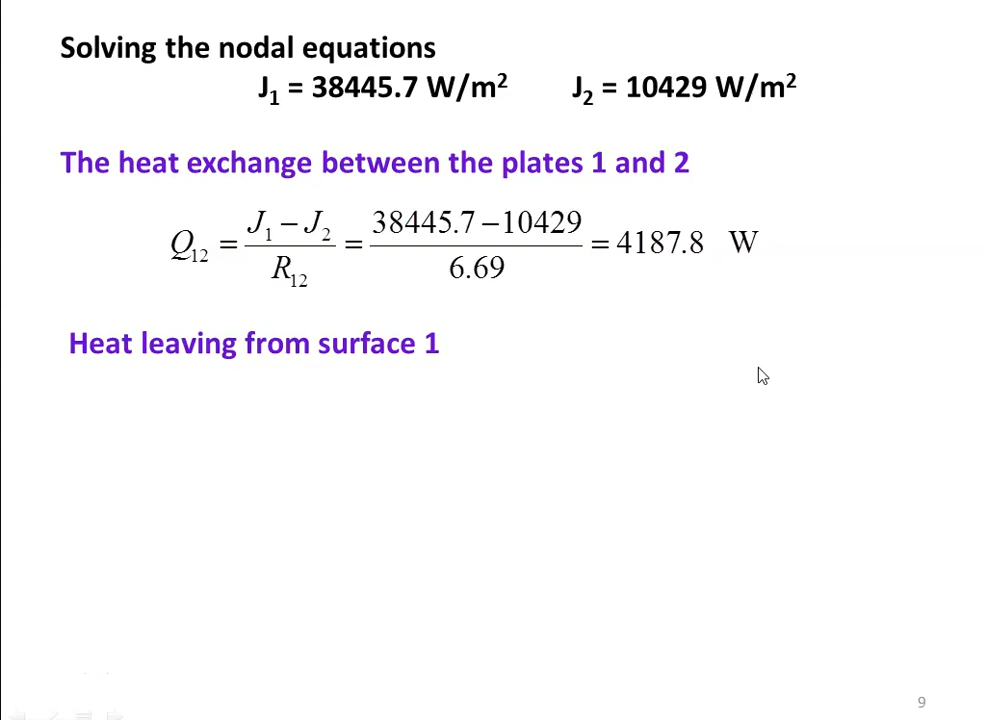 Solving the nodal equations
J₁ = 38445.7 W/m² J₂ = 10429 W/m²
The heat exchange between the plates 1 and 2
Q₁₂ = (J₁ − J₂)/R₁₂ = (38445.7 − 10429)/6.69 = 4187.8 W
Heat leaving from surface 1
9